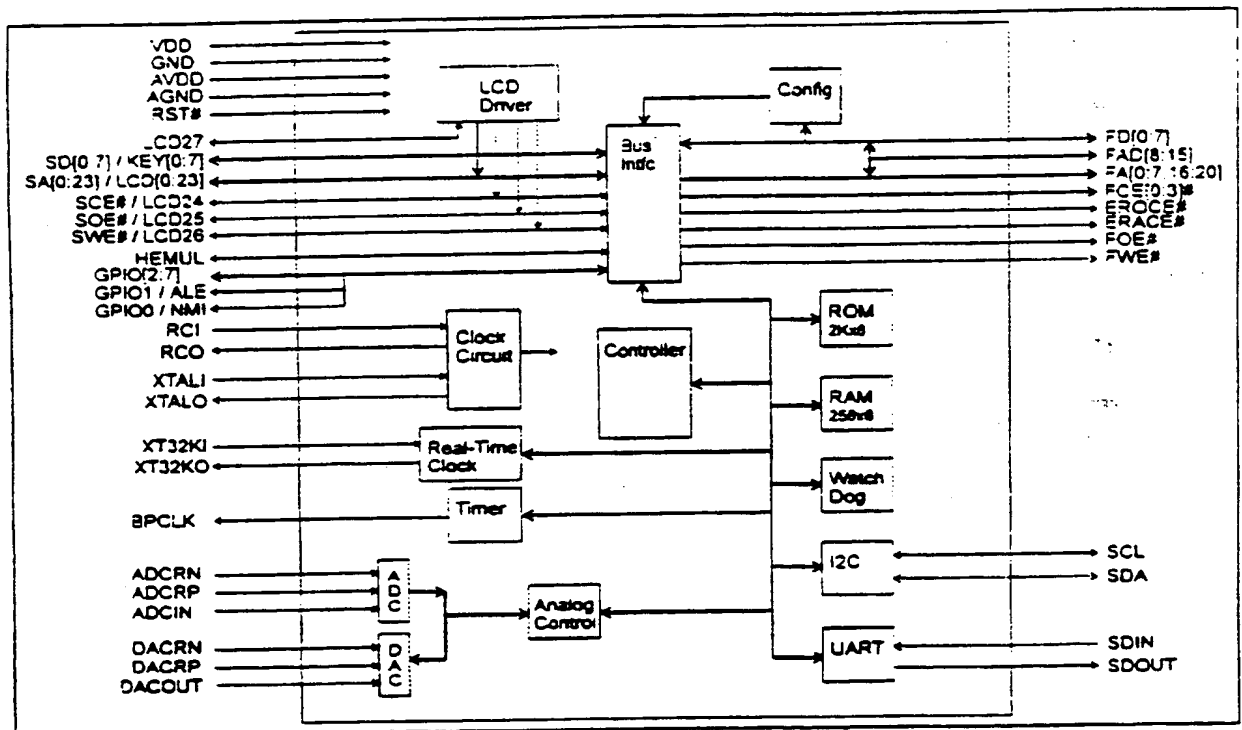 VDD
GND
AVDD
AGND
RST#
LCD27
SD[0:7] / KEY[0:7]
SA[0:23] / LCD[0:23]
SCE# / LCD24
SOE# / LCD25
SWE# / LCD26
HEMUL
GPIO[2:7]
GPIO1 / ALE
GPIO0 / NMI
RCI
RCO
XTALI
XTALO
XT32KI
XT32KO
BPCLK
ADCRN
ADCRP
ADCIN
DACRN
DACRP
DACOUT
LCD
Driver
Config
Bus
Intfc
Clock
Circuit
Controller
ROM
2Kx8
RAM
256x8
Real-Time
Clock
Watch
Dog
Timer
I2C
ADC
Analog
Control
DAC
UART
FD[0:7]
FAD[8:15]
FA[0:7,16:20]
FCE[0:3]#
EROCE#
ERACE#
FOE#
FWE#
SCL
SDA
SDIN
SDOUT